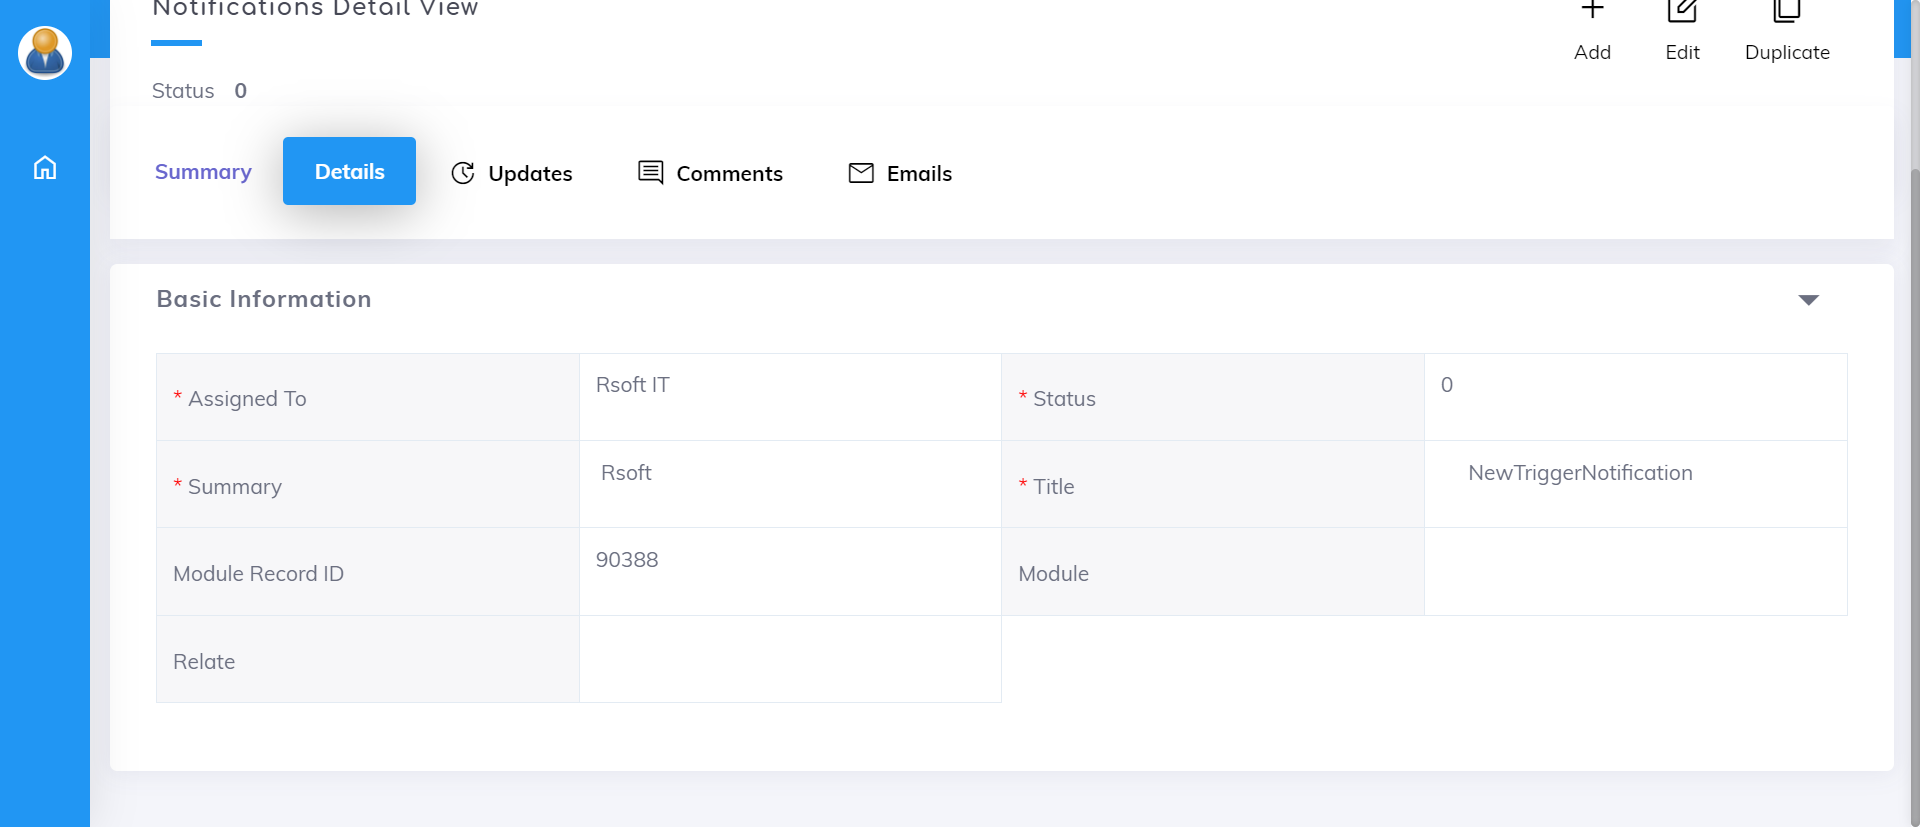 Notifications Detail View
Add Edit Duplicate
Status 0
Summary Details Updates Comments Emails
Basic Information
* Assigned To Rsoft IT * Status 0
* Summary Rsoft * Title NewTriggerNotification
Module Record ID 90388 Module
Relate